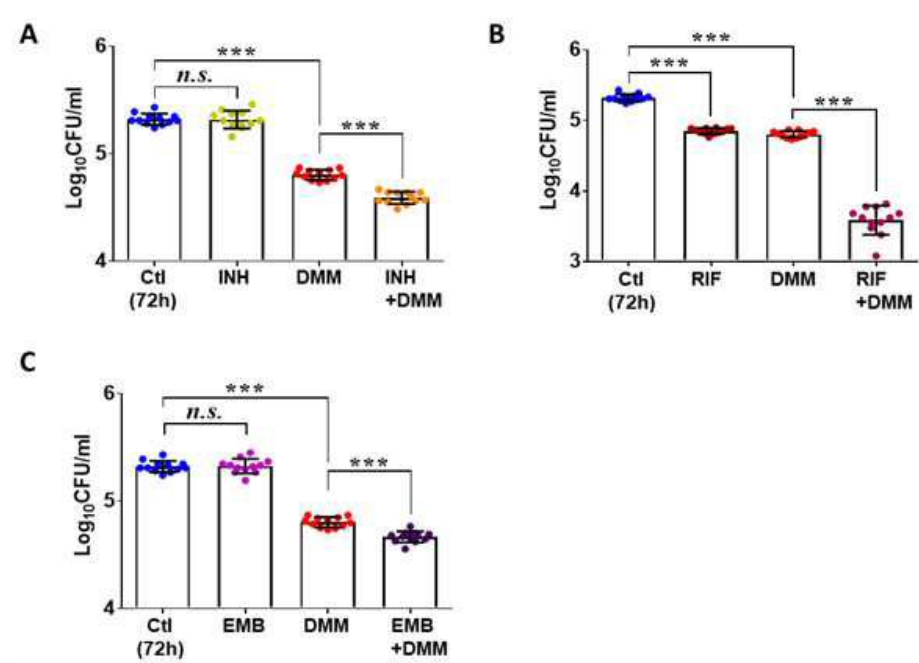 A
B
***
n.s.
***
6
5
4
Log₁₀CFU/ml
Ctl
(72h)
INH
DMM
INH
+DMM
***
***
***
6
5
4
3
Log₁₀CFU/ml
Ctl
(72h)
RIF
DMM
RIF
+DMM
C
***
n.s.
***
6
5
4
Log₁₀CFU/ml
Ctl
(72h)
EMB
DMM
EMB
+DMM